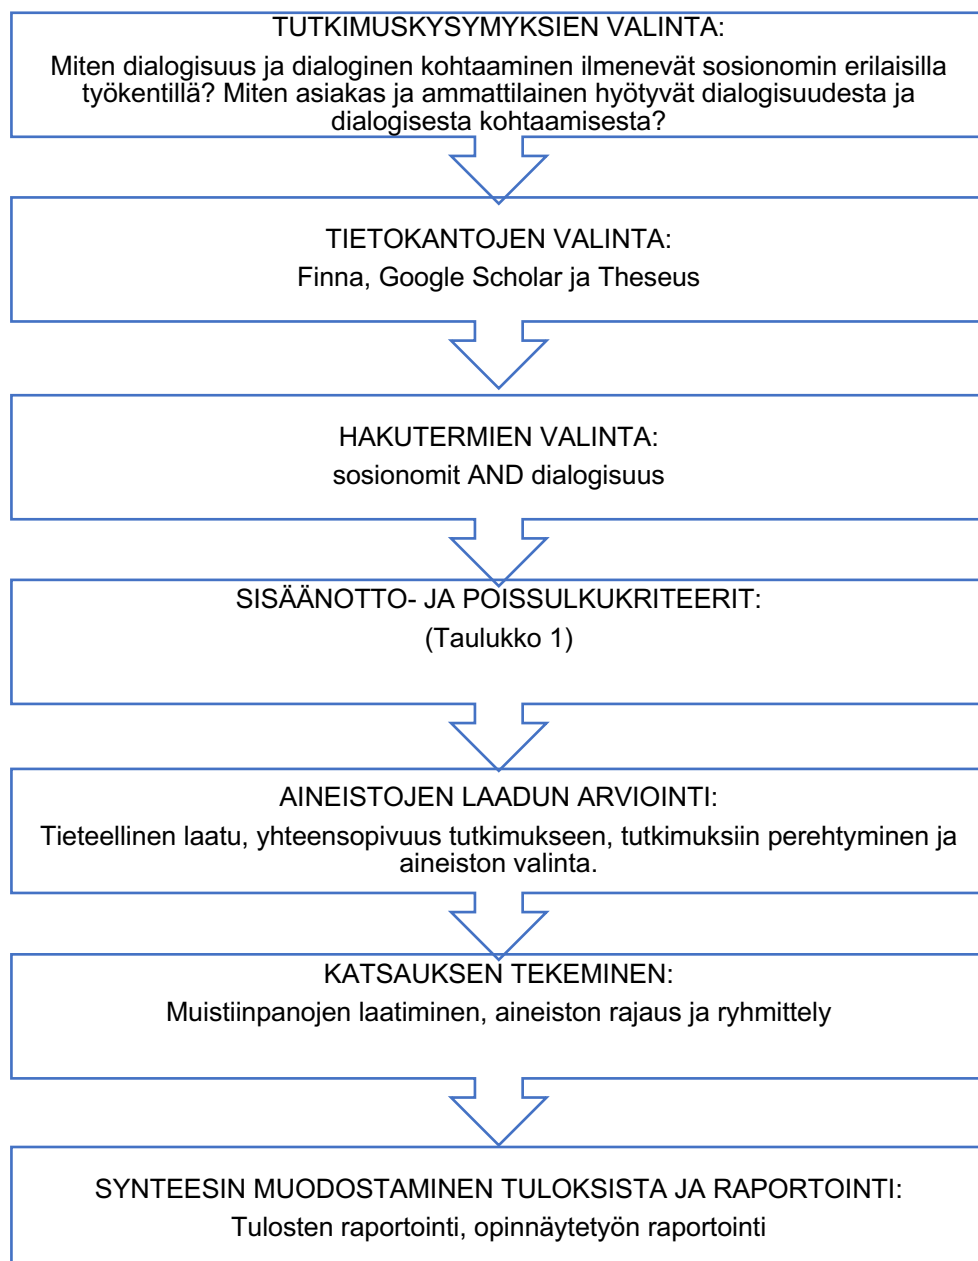 TUTKIMUSKYSYMYKSIEN VALINTA:
Miten dialogisuus ja dialoginen kohtaaminen ilmenevät sosionomin erilaisilla
työkentillä? Miten asiakas ja ammattilainen hyötyvät dialogisuudesta ja
dialogisesta kohtaamisesta?
TIETOKANTOJEN VALINTA:
Finna, Google Scholar ja Theseus
HAKUTERMIEN VALINTA:
sosionomit AND dialogisuus
SISÄÄNOTTO- JA POISSULKUKRITEERIT:
(Taulukko 1)
AINEISTOJEN LAADUN ARVIOINTI:
Tieteellinen laatu, yhteensopivuus tutkimukseen, tutkimuksiin perehtyminen ja
aineiston valinta.
KATSAUKSEN TEKEMINEN:
Muistiinpanojen laatiminen, aineiston rajaus ja ryhmittely
SYNTEESIN MUODOSTAMINEN TULOKSISTA JA RAPORTOINTI:
Tulosten raportointi, opinnäytetyön raportointi